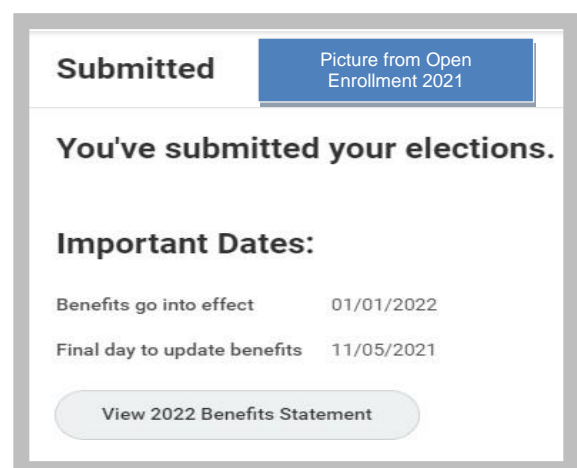 Submitted
Picture from Open
Enrollment 2021
You've submitted your elections.
Important Dates:
Benefits go into effect 01/01/2022
Final day to update benefits 11/05/2021
View 2022 Benefits Statement